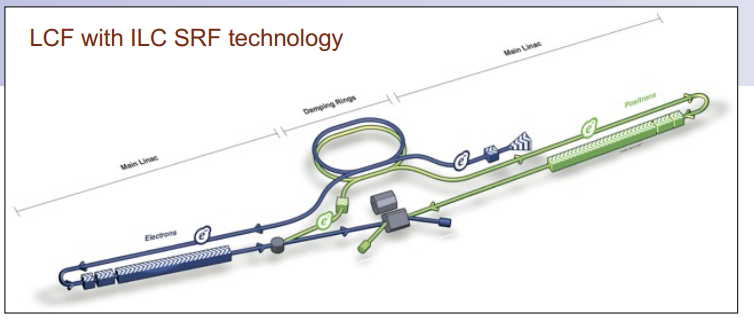 LCF with ILC SRF technology
Main Linac
Damping Rings
Main Linac
Positrons
e
e
e
e
Electrons